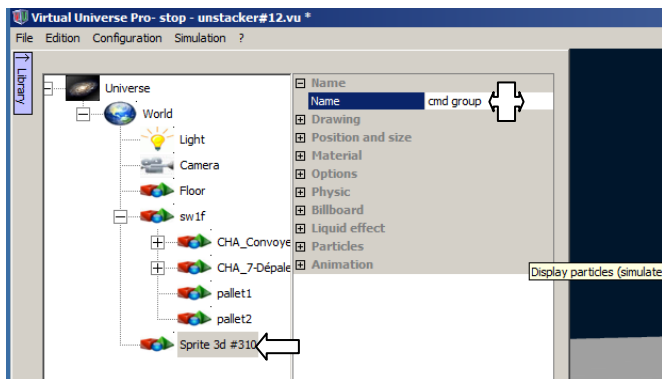 Virtual Universe Pro- stop - unstacker#12.vu *
File Edition Configuration Simulation ?
Library
Universe
World
Light
Camera
Floor
sw1f
CHA_Convoye
CHA_7-Dépale
pallet1
pallet2
Sprite 3d #310
Name
Name cmd group
Drawing
Position and size
Material
Options
Physic
Billboard
Liquid effect
Particles
Animation
Display particles (simulate